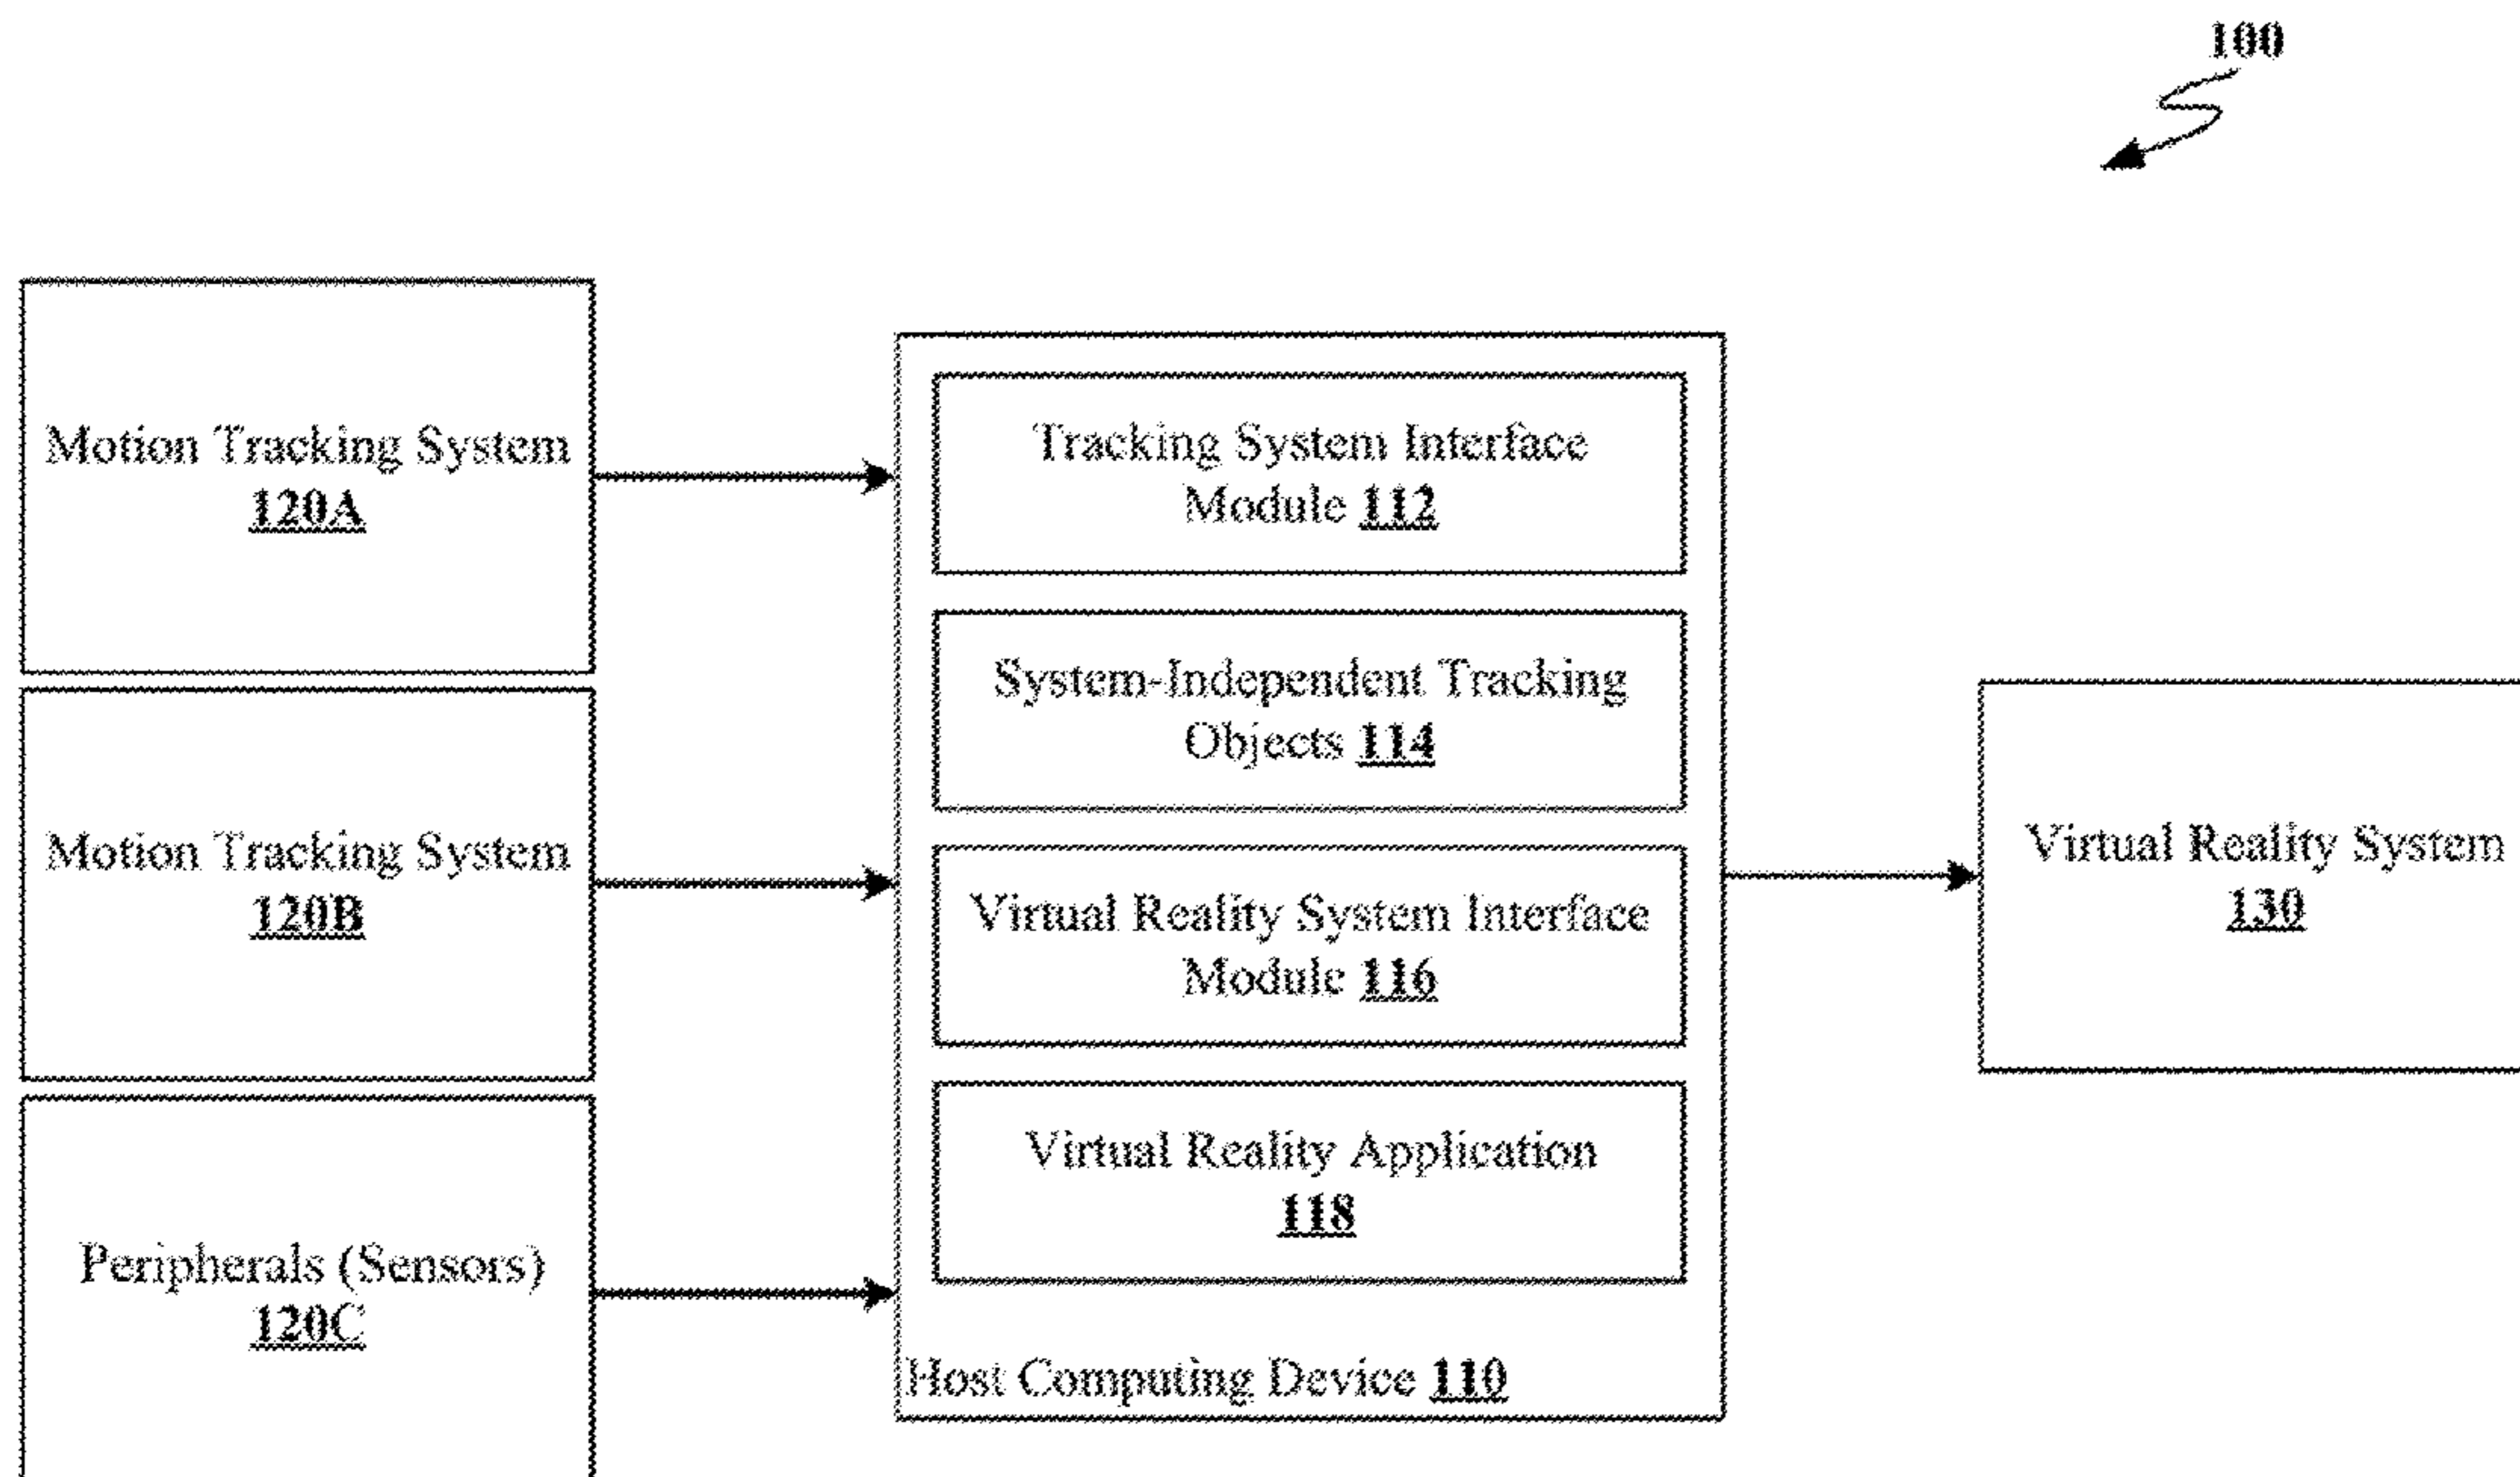 100
Motion Tracking System
120A
Motion Tracking System
120B
Peripherals (Sensors)
120C
Tracking System Interface
Module 112
System-Independent Tracking
Objects 114
Virtual Reality System Interface
Module 116
Virtual Reality Application
118
Host Computing Device 110
Virtual Reality System
130